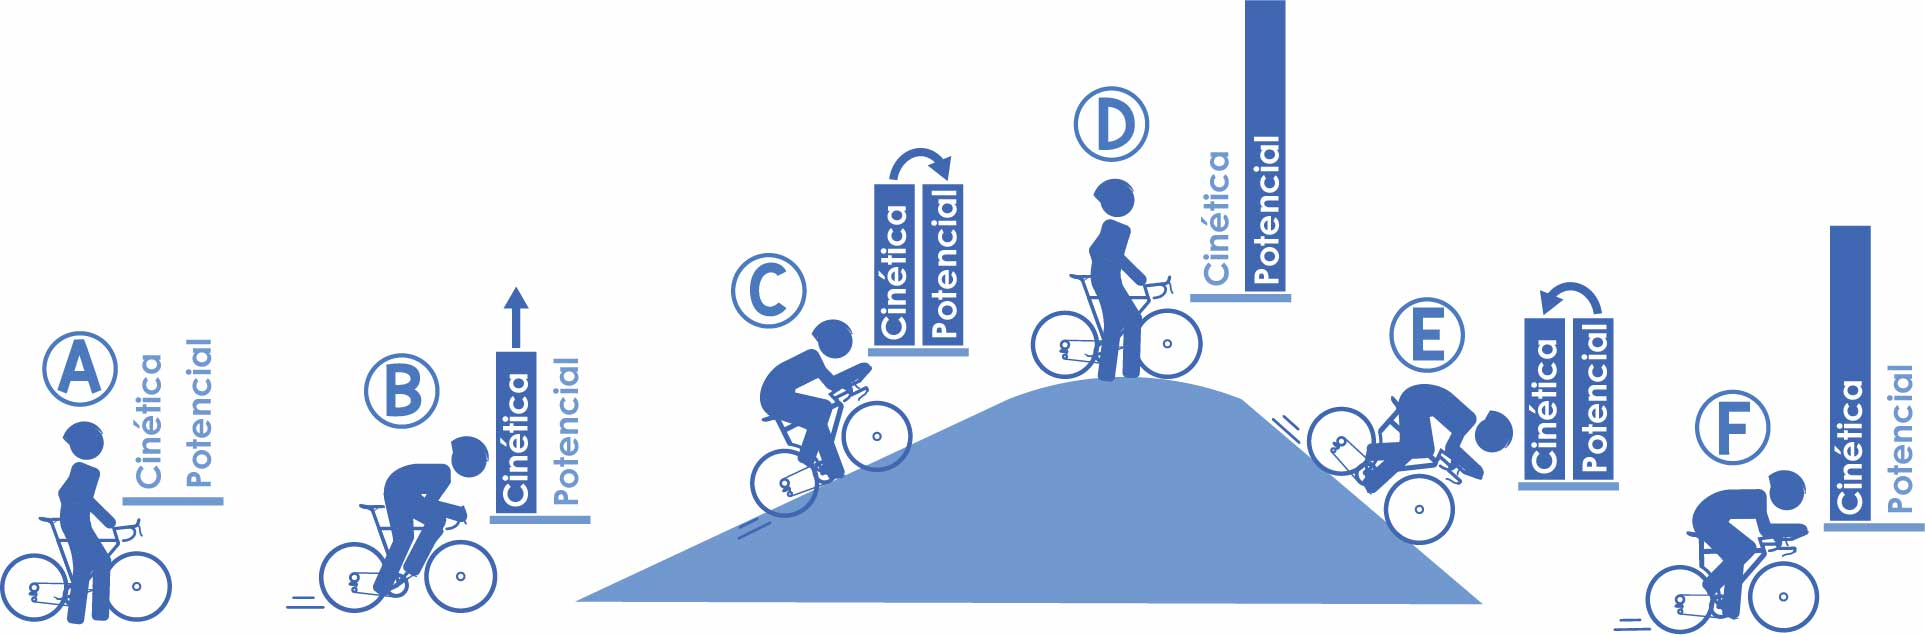 A
Cinética
Potencial
B
Cinética
Potencial
C
Cinética
Potencial
D
Cinética
Potencial
E
Cinética
Potencial
F
Cinética
Potencial